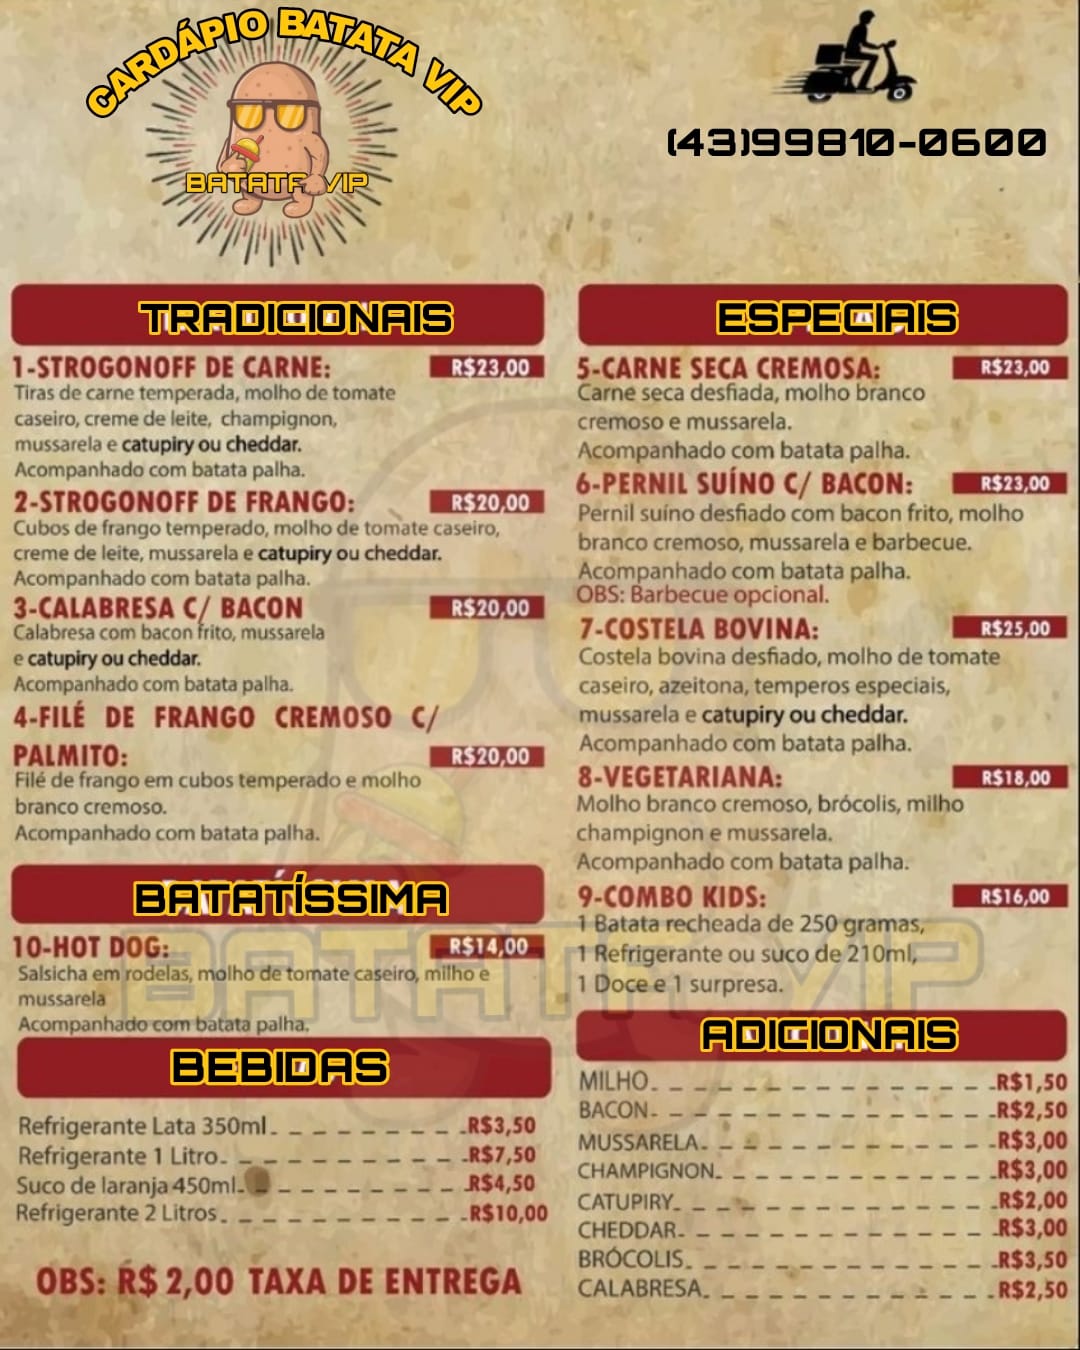 CARDÁPIO BATATA VIP
BATATA VIP
(43)99810-0600
TRADICIONAIS
1-STROGONOFF DE CARNE: R$23,00
Tiras de carne temperada, molho de tomate
caseiro, creme de leite, champignon,
mussarela e catupiry ou cheddar.
Acompanhado com batata palha.
2-STROGONOFF DE FRANGO: R$20,00
Cubos de frango temperado, molho de tomate caseiro,
creme de leite, mussarela e catupiry ou cheddar.
Acompanhado com batata palha.
3-CALABRESA C/ BACON R$20,00
Calabresa com bacon frito, mussarela
e catupiry ou cheddar.
Acompanhado com batata palha.
4-FILÉ DE FRANGO CREMOSO C/
PALMITO: R$20,00
Filé de frango em cubos temperado e molho
branco cremoso.
Acompanhado com batata palha.
BATATÍSSIMA
10-HOT DOG: R$14,00
Salsicha em rodelas, molho de tomate caseiro, milho e
mussarela
Acompanhado com batata palha.
BEBIDAS
Refrigerante Lata 350ml R$3,50
Refrigerante 1 Litro R$7,50
Suco de laranja 450ml R$4,50
Refrigerante 2 Litros R$10,00
OBS: R$ 2,00 TAXA DE ENTREGA
ESPECIAIS
5-CARNE SECA CREMOSA: R$23,00
Carne seca desfiada, molho branco
cremoso e mussarela.
Acompanhado com batata palha.
6-PERNIL SUÍNO C/ BACON: R$23,00
Pernil suíno desfiado com bacon frito, molho
branco cremoso, mussarela e barbecue.
Acompanhado com batata palha.
OBS: Barbecue opcional.
7-COSTELA BOVINA: R$25,00
Costela bovina desfiado, molho de tomate
caseiro, azeitona, temperos especiais,
mussarela e catupiry ou cheddar.
Acompanhado com batata palha.
8-VEGETARIANA: R$18,00
Molho branco cremoso, brócolis, milho
champignon e mussarela.
Acompanhado com batata palha.
9-COMBO KIDS: R$16,00
1 Batata recheada de 250 gramas,
1 Refrigerante ou suco de 210ml,
1 Doce e 1 surpresa.
BATATA VIP
ADICIONAIS
MILHO R$1,50
BACON R$2,50
MUSSARELA R$3,00
CHAMPIGNON R$3,00
CATUPIRY R$2,00
CHEDDAR R$3,00
BRÓCOLIS R$3,50
CALABRESA R$2,50